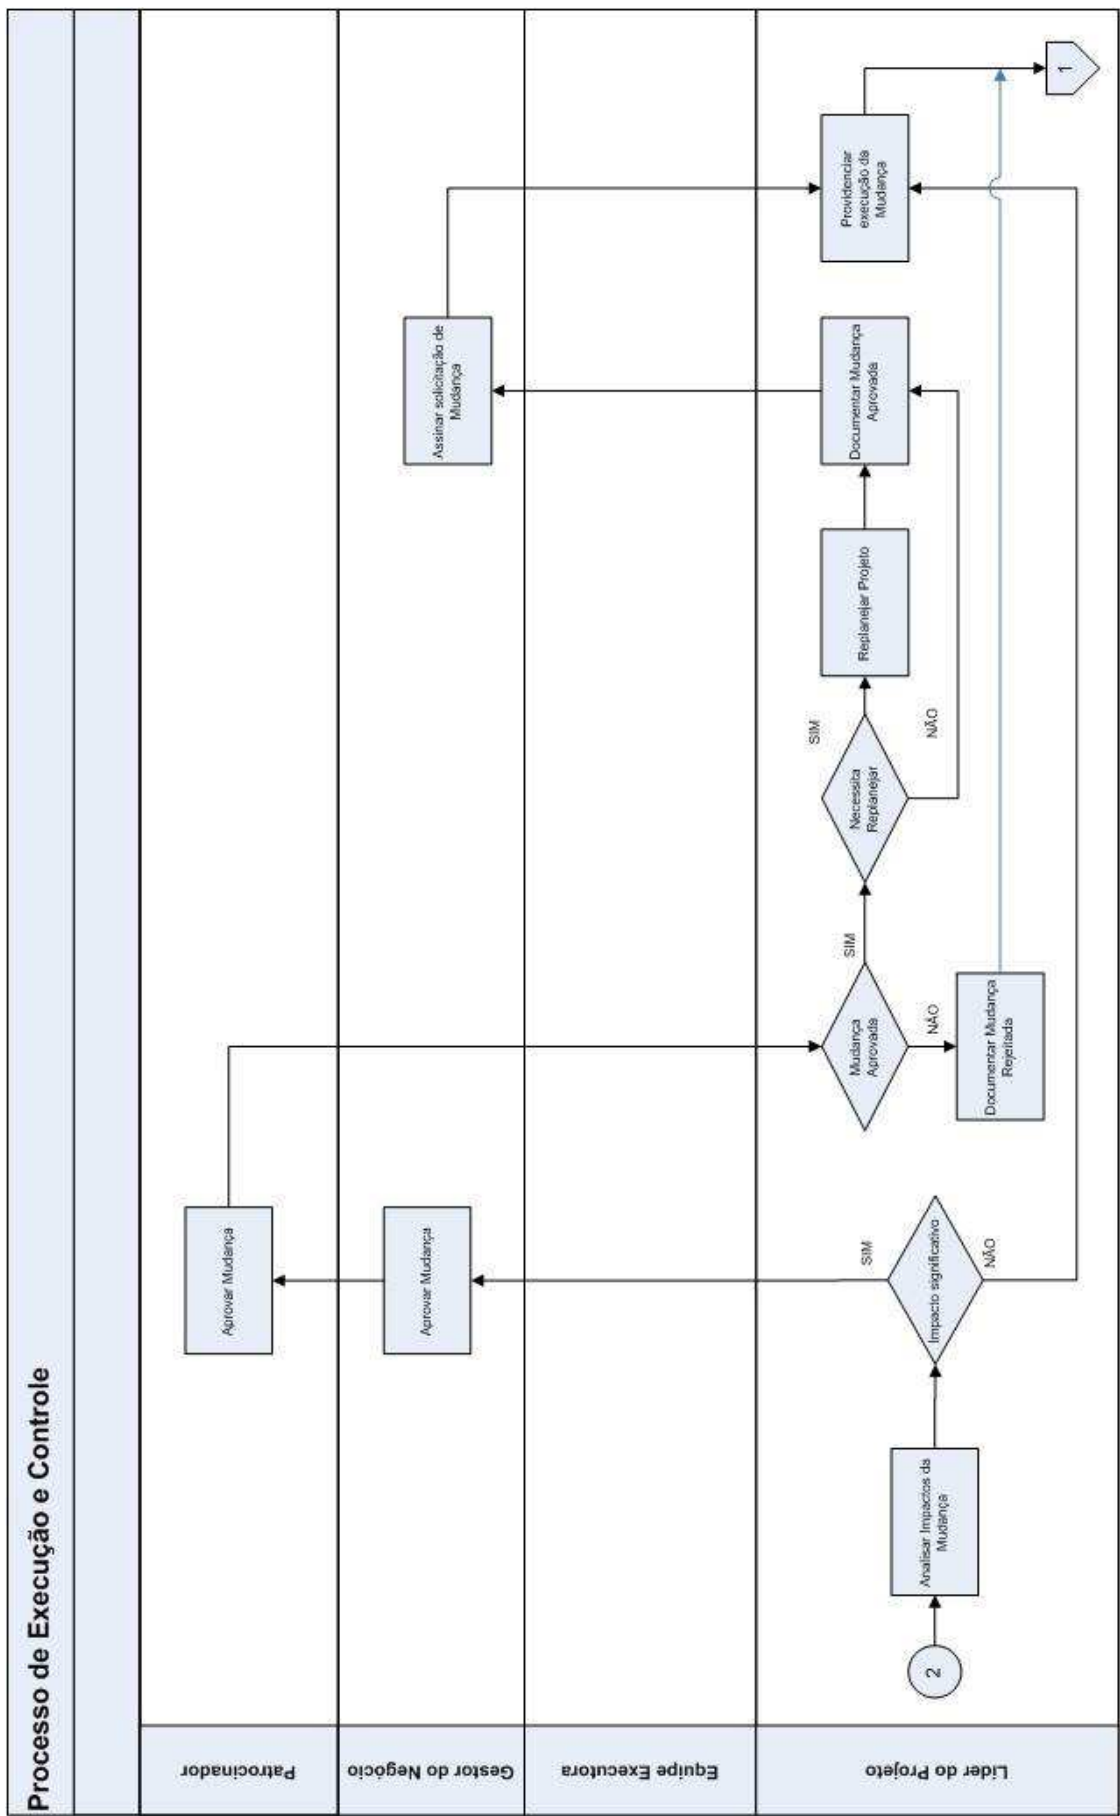 Processo de Execução e Controle
Patrocinador
Aprovar Mudança
Gestor do Negócio
Aprovar Mudança
Assinar solicitação de
Mudança
Equipe Executora
Líder do Projeto
2
Analisar Impactos da
Mudança
Impacto significativo
SIM
NÃO
Mudança
Aprovada
SIM
NÃO
Documentar Mudança
Rejeitada
Necessita
Replanejar
SIM
NÃO
Replanejar Projeto
Documentar Mudança
Aprovada
Providenciar
execução da
Mudança
1